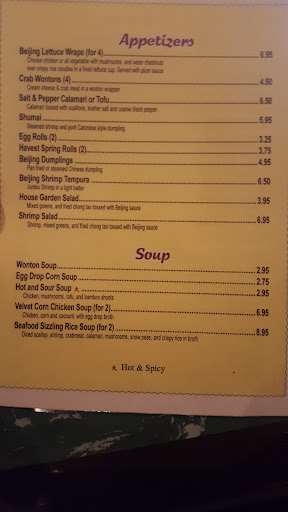 Appetizers
Beijing Lettuce Wraps (for 4) 6.95
Choose chicken or all vegetable with mushrooms, and water chestnuts
over crispy rice noodles in a fresh lettuce cup. Served with plum sauce
Crab Wontons (4) 4.50
Cream cheese & crab meat in a wonton wrapper
Salt & Pepper Calamari or Tofu 6.50
Calamari tossed with scallions, kosher salt and coarse black pepper.
Shumai 5.95
Steamed shrimp and pork Catonese style dumpling
Egg Rolls (2) 3.25
Havest Spring Rolls (2) 3.75
Beijing Dumplings 4.95
Pan fried or steamed Chinese dumpling
Beijing Shrimp Tempura 6.50
Jumbo Shrimp in a light batter
House Garden Salad 3.95
Mixed greens, and fried chong tao tossed with Beijing sauce
Shrimp Salad 6.95
Shrimp, mixed greens, and fried chong tao tossed with Beijing sauce
Soup
Wonton Soup 2.95
Egg Drop Corn Soup 2.75
Hot and Sour Soup 2.95
Chicken, mushrooms, tofu, and bamboo shoots
Velvet Corn Chicken Soup (for 2) 6.95
Chicken, corn and coconut, with egg drop broth.
Seafood Sizzling Rice Soup (for 2) 8.95
Diced scallop, shrimp, crabmeat, calamari, mushrooms, snow peas, and crispy rice in broth.
Hot & Spicy